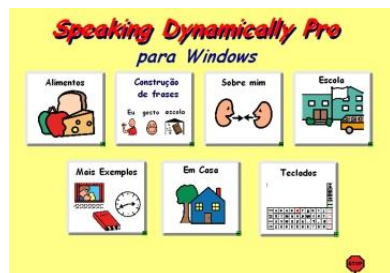 Speaking Dynamically Pro
para Windows
Alimentos
Construção
de frases
Eu gosto escola
Sobre mim
Escola
Mais Exemplos
Em Casa
Teclados
STOP